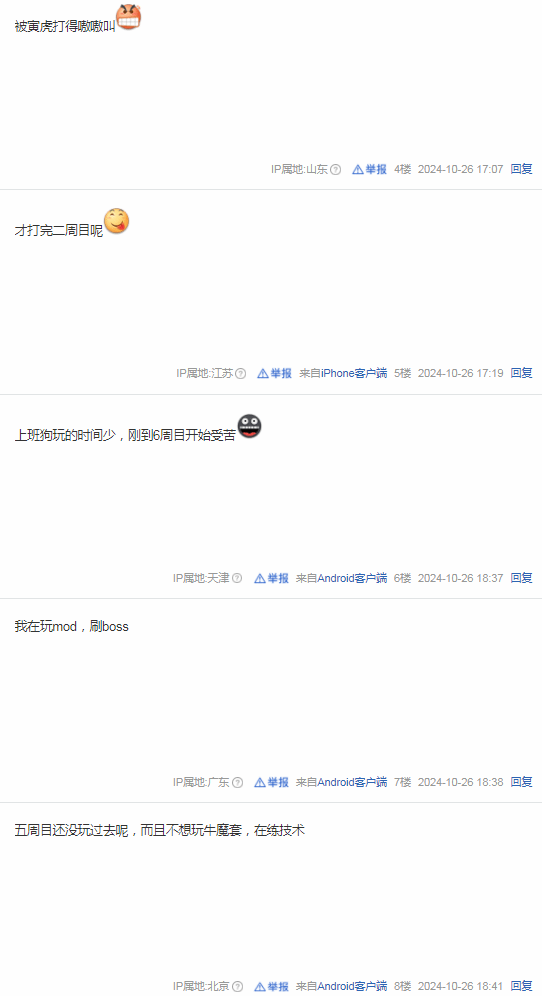 被寅虎打得嗷嗷叫
IP属地:山东 举报 4楼 2024-10-26 17:07 回复
才打完二周目呢
IP属地:江苏 举报 来自iPhone客户端 5楼 2024-10-26 17:19 回复
上班狗玩的时间少，刚到6周目开始受苦
IP属地:天津 举报 来自Android客户端 6楼 2024-10-26 18:37 回复
我在玩mod，刷boss
IP属地:广东 举报 来自Android客户端 7楼 2024-10-26 18:38 回复
五周目还没玩过去呢，而且不想玩牛魔套，在练技术
IP属地:北京 举报 来自Android客户端 8楼 2024-10-26 18:41 回复